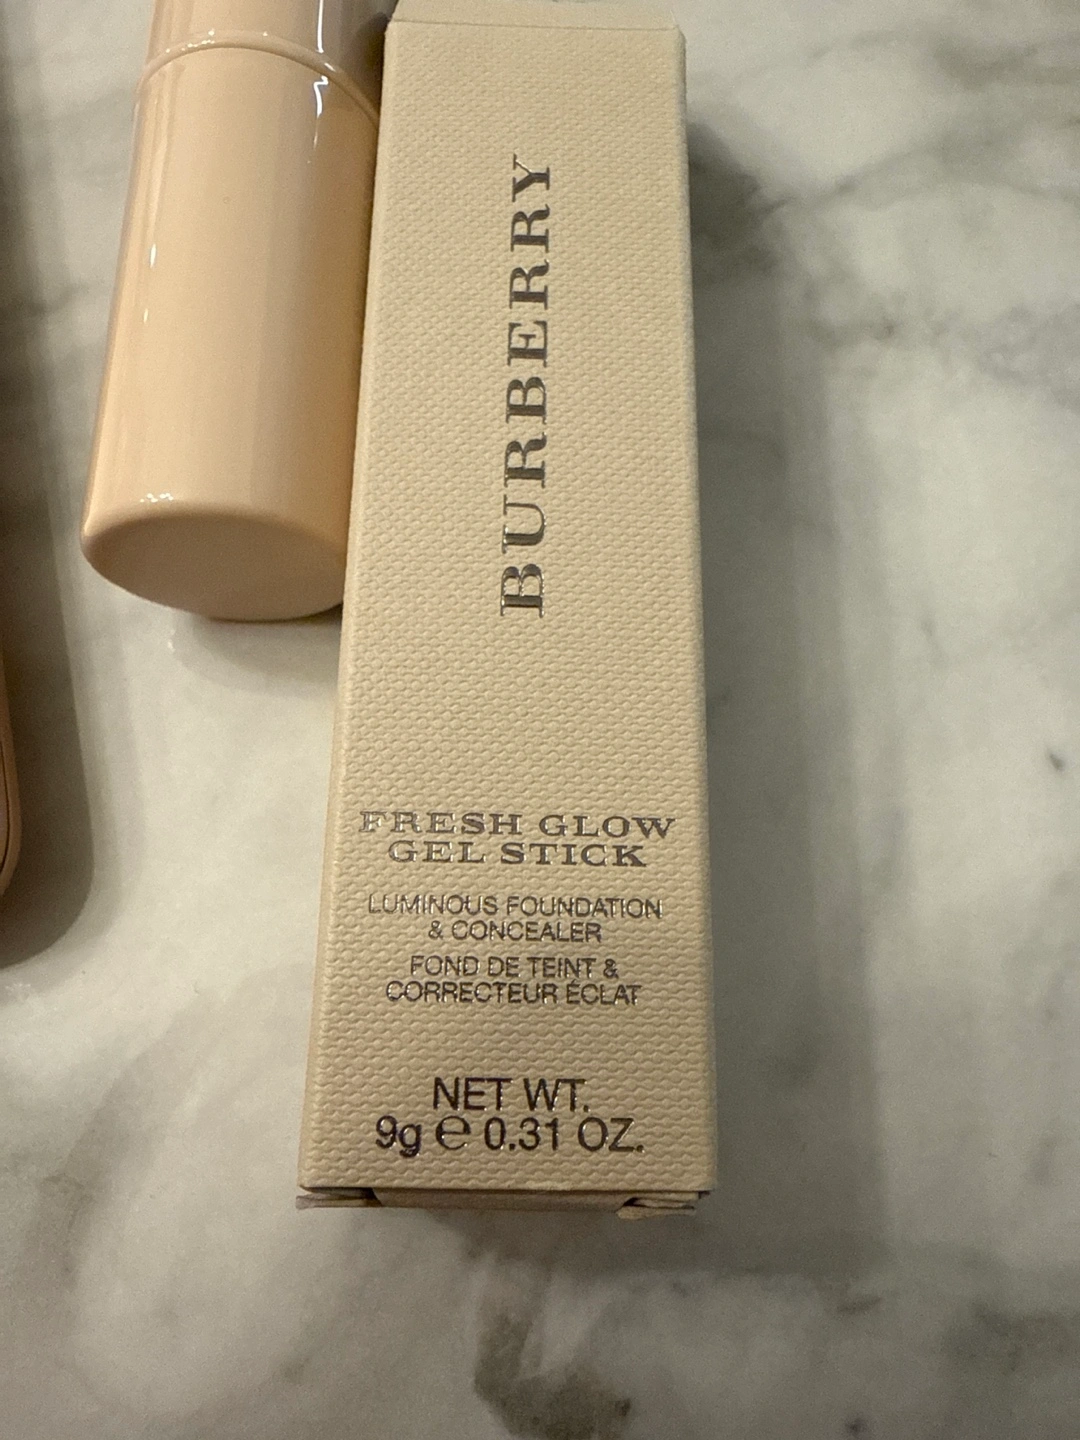 BURBERRY
FRESH GLOW
GEL STICK
LUMINOUS FOUNDATION
& CONCEALER
FOND DE TEINT &
CORRECTEUR ÉCLAT
NET WT.
9g ℮ 0.31 OZ.